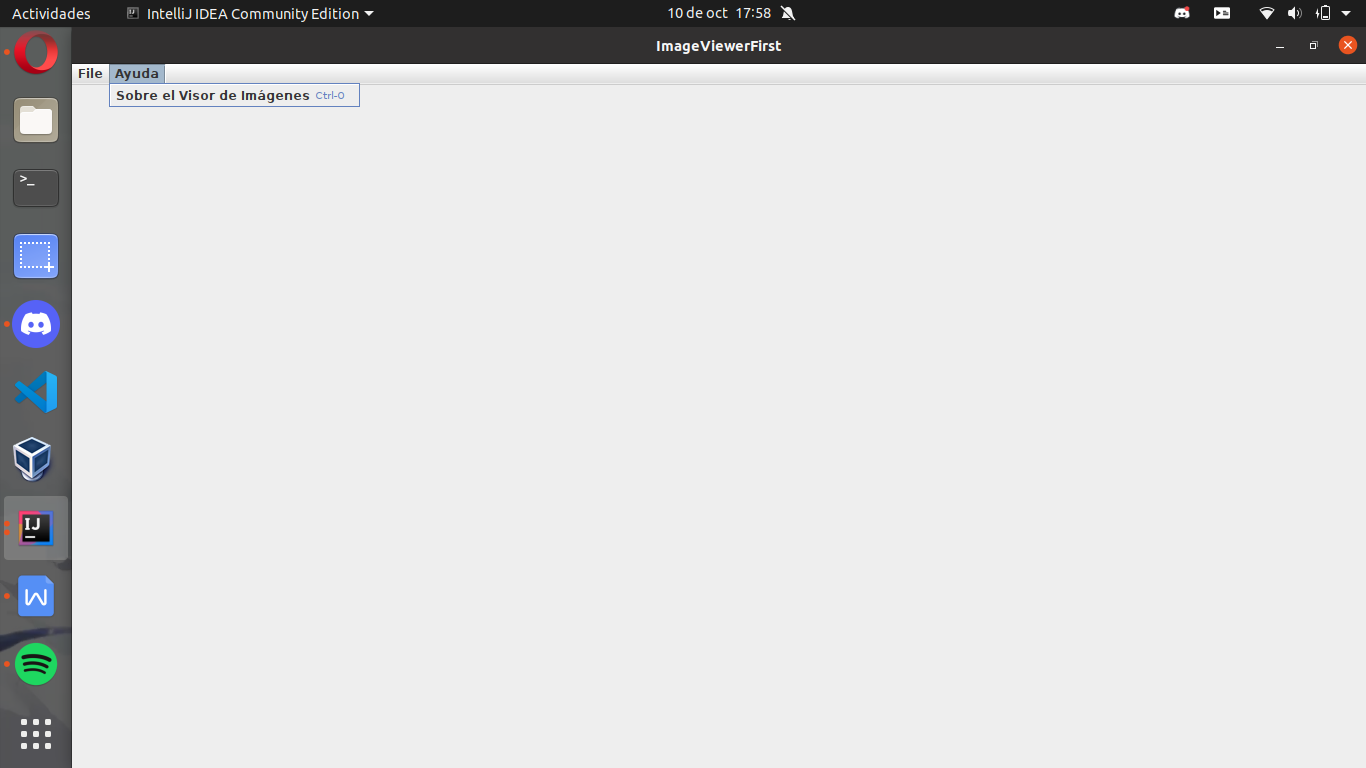 Actividades
IntelliJ IDEA Community Edition
10 de oct 17:58
ImageViewerFirst
File Ayuda
Sobre el Visor de Imágenes Ctrl-O
>_
IJ